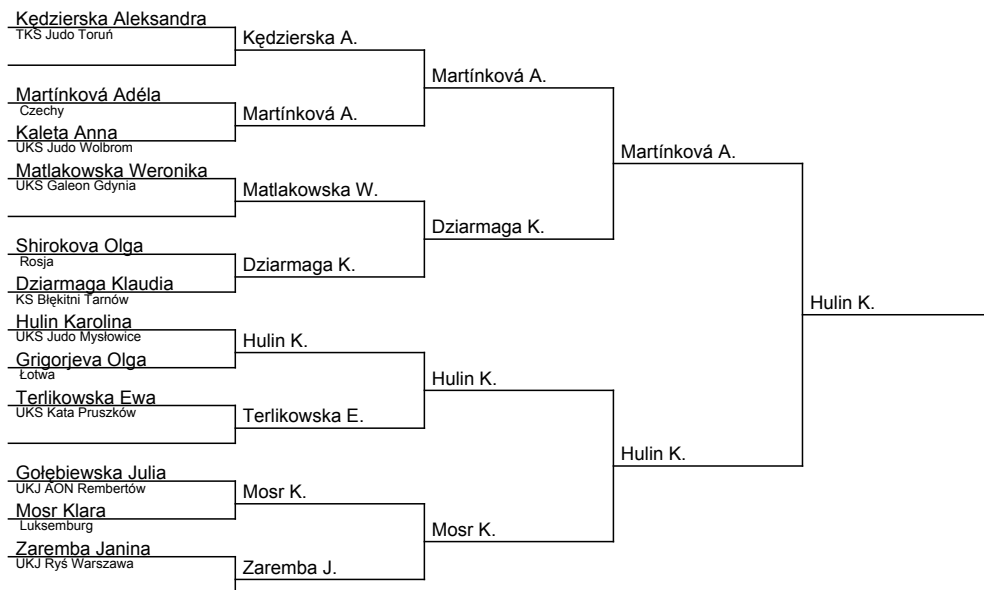 Kędzierska Aleksandra
TKS Judo Toruń
Martínková Adéla
Czechy
Kaleta Anna
UKS Judo Wolbrom
Matlakowska Weronika
UKS Galeon Gdynia
Shirokova Olga
Rosja
Dziarmaga Klaudia
KS Błękitni Tarnów
Hulin Karolina
UKS Judo Mysłowice
Grigorjeva Olga
Łotwa
Terlikowska Ewa
UKS Kata Pruszków
Gołębiewska Julia
UKJ AON Rembertów
Mosr Klara
Luksemburg
Zaremba Janina
UKJ Ryś Warszawa
Kędzierska A.
Martínková A.
Matlakowska W.
Dziarmaga K.
Hulin K.
Terlikowska E.
Mosr K.
Zaremba J.
Martínková A.
Dziarmaga K.
Hulin K.
Mosr K.
Martínková A.
Hulin K.
Hulin K.